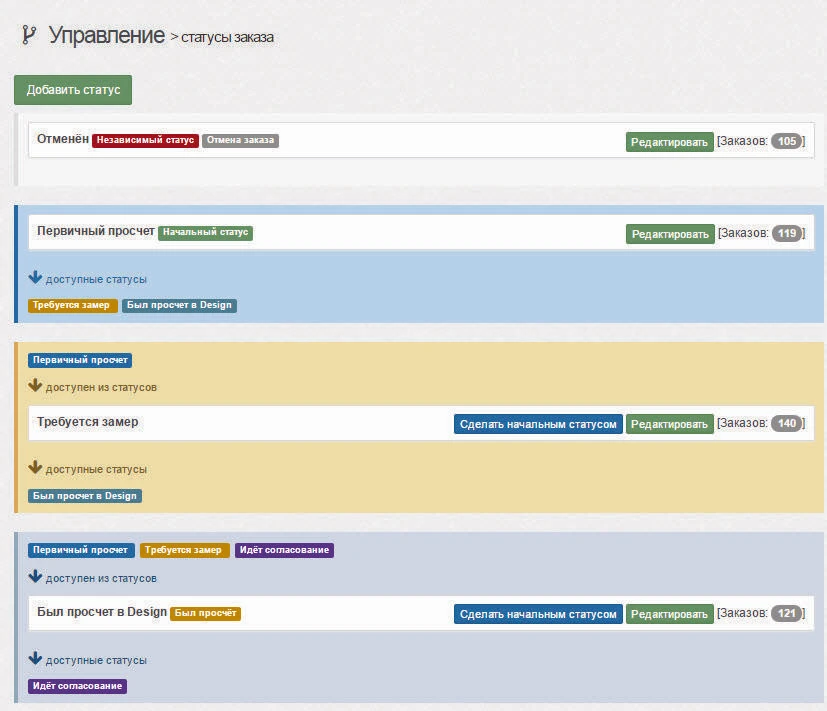 Управление > статусы заказа
Добавить статус
Отменён Независимый статус Отмена заказа Редактировать [Заказов: 105]
Первичный просчет Начальный статус Редактировать [Заказов: 119]
доступные статусы
Требуется замер Был просчет в Design
Первичный просчет
доступен из статусов
Требуется замер Сделать начальным статусом Редактировать [Заказов: 140]
доступные статусы
Был просчет в Design
Первичный просчет Требуется замер Идёт согласование
доступен из статусов
Был просчет в Design Был просчёт Сделать начальным статусом Редактировать [Заказов: 121]
доступные статусы
Идёт согласование